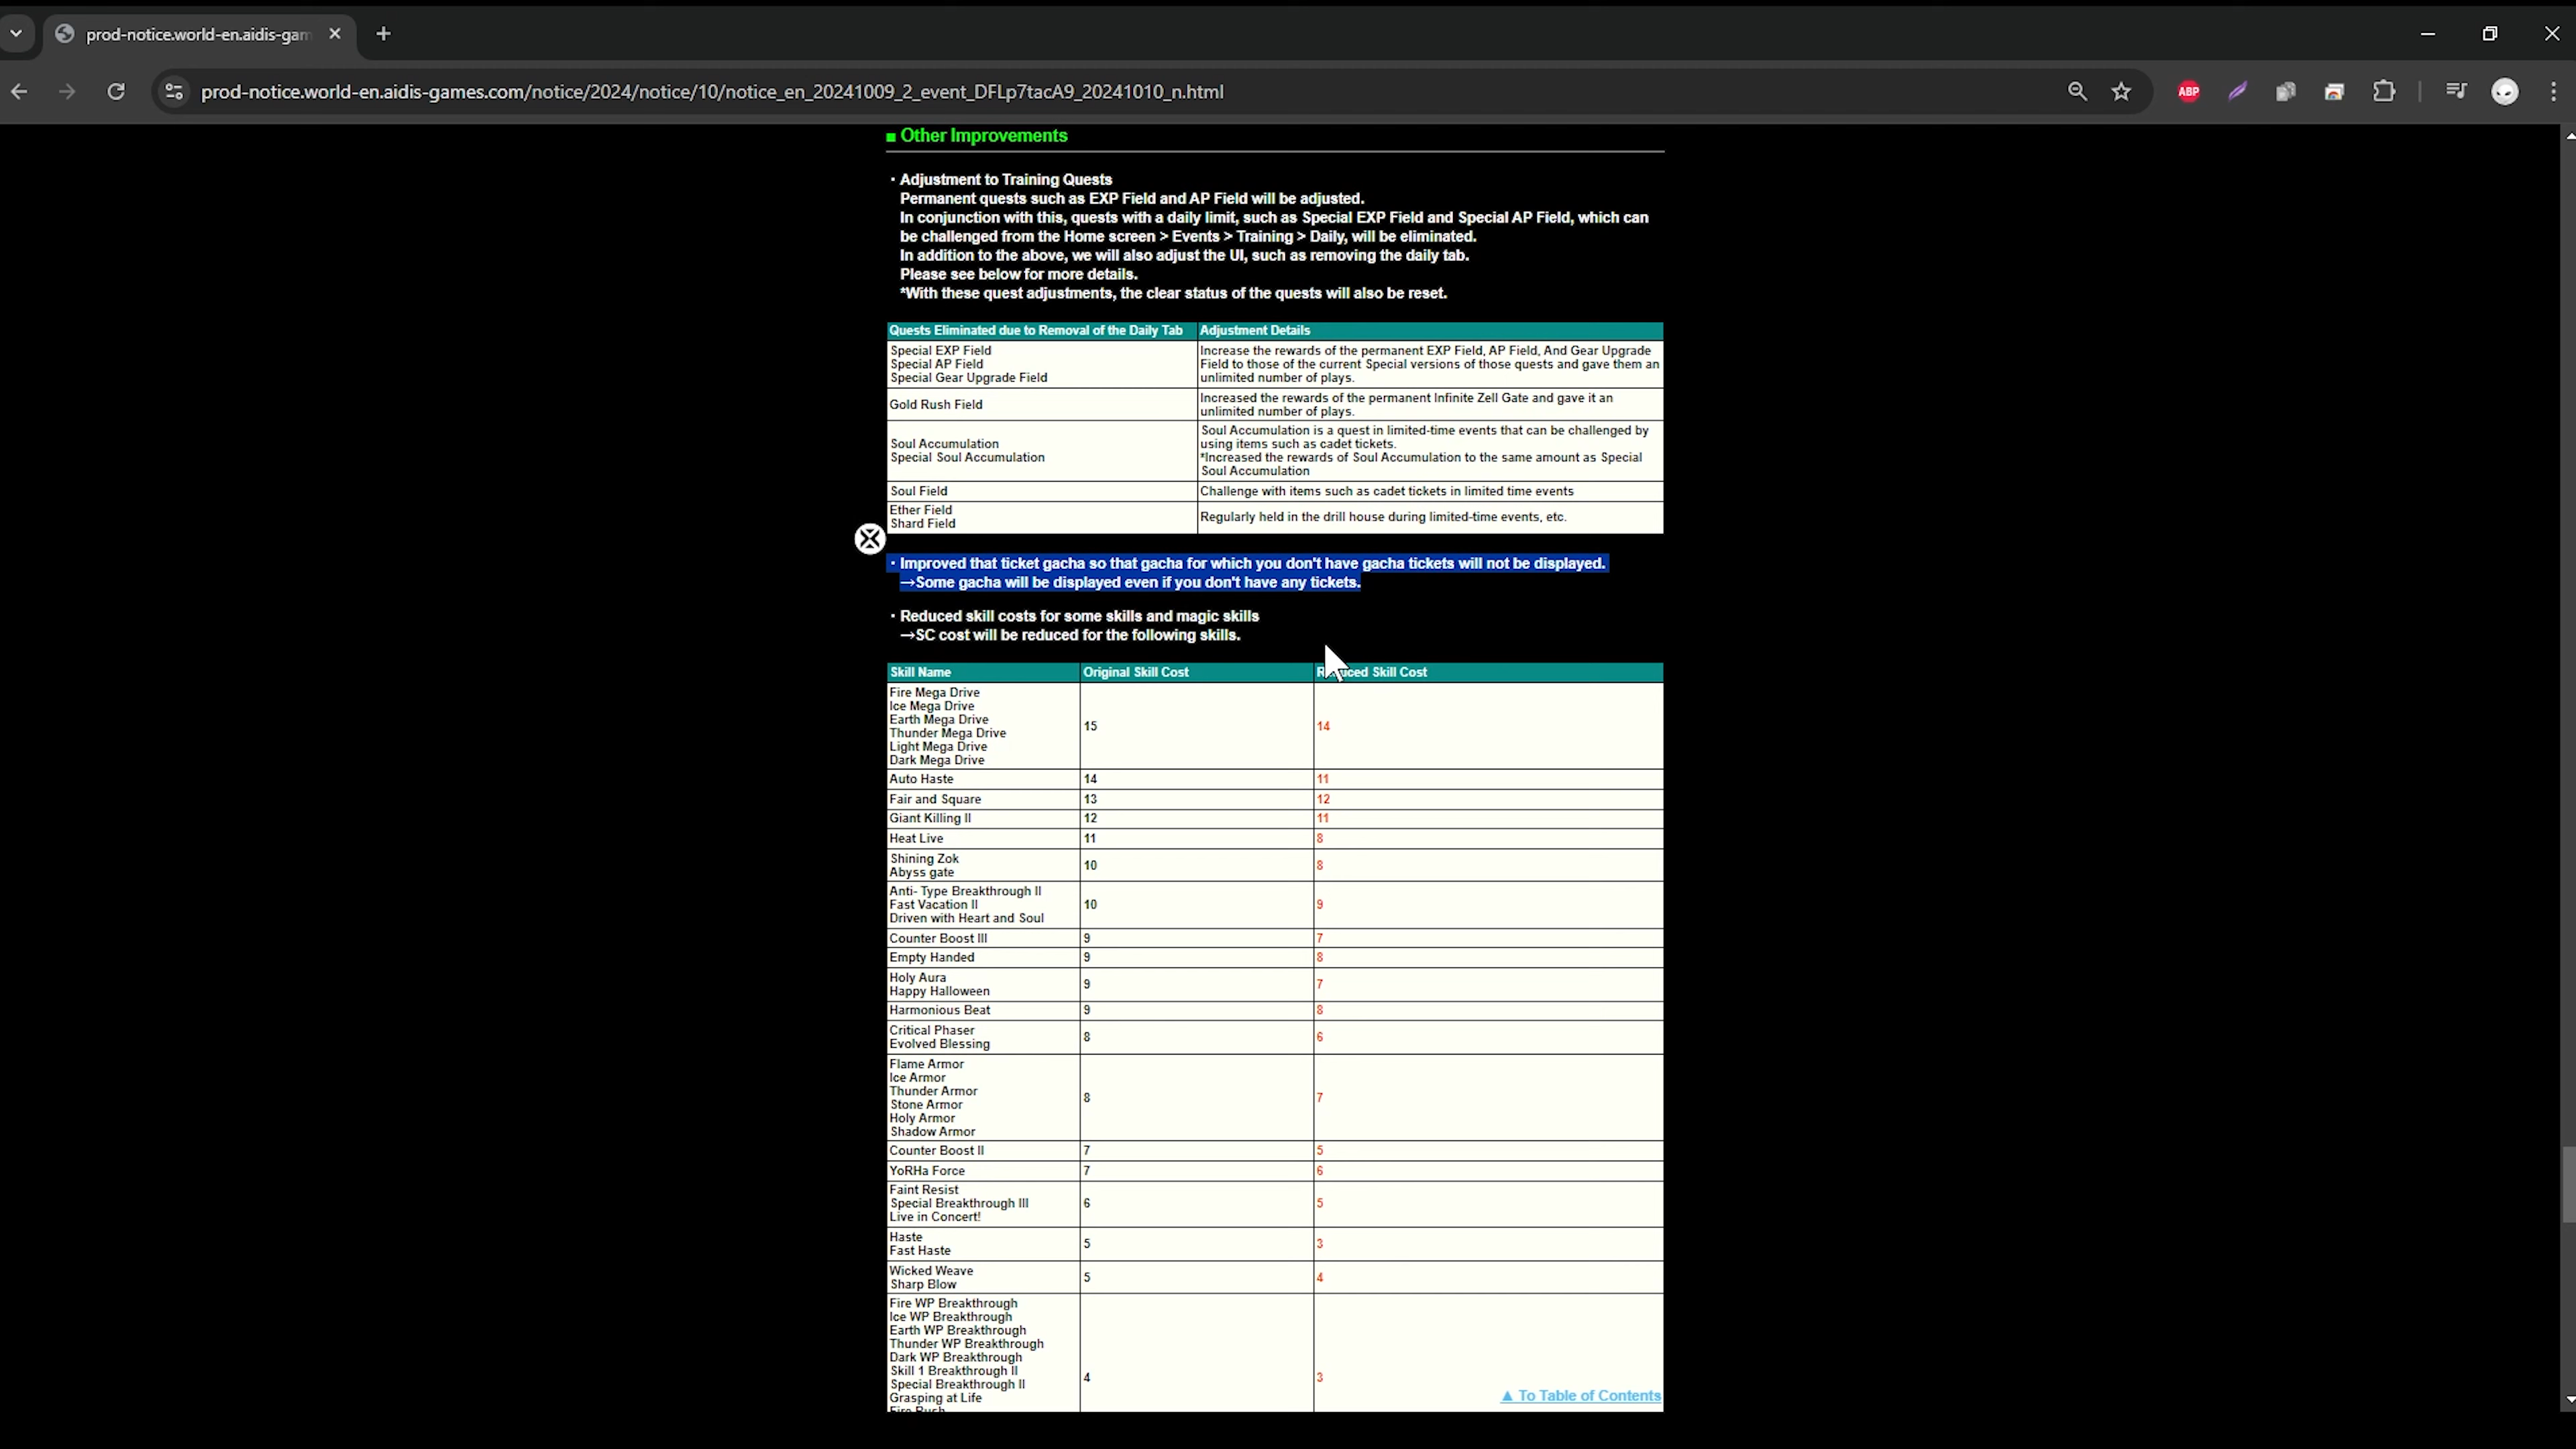 prod-notice.world-en.aidis-gam
prod-notice.world-en.aidis-games.com/notice/2024/notice/10/notice_en_20241009_2_event_DFLp7tacA9_20241010_n.html
ABP
■ Other Improvements
・Adjustment to Training Quests
Permanent quests such as EXP Field and AP Field will be adjusted.
In conjunction with this, quests with a daily limit, such as Special EXP Field and Special AP Field, which can
be challenged from the Home screen > Events > Training > Daily, will be eliminated.
In addition to the above, we will also adjust the UI, such as removing the daily tab.
Please see below for more details.
*With these quest adjustments, the clear status of the quests will also be reset.
Quests Eliminated due to Removal of the Daily Tab Adjustment Details
Special EXP Field
Special AP Field
Special Gear Upgrade Field
Increase the rewards of the permanent EXP Field, AP Field, And Gear Upgrade
Field to those of the current Special versions of those quests and gave them an
unlimited number of plays.
Gold Rush Field
Increased the rewards of the permanent Infinite Zell Gate and gave it an
unlimited number of plays.
Soul Accumulation
Special Soul Accumulation
Soul Accumulation is a quest in limited-time events that can be challenged by
using items such as cadet tickets.
*Increased the rewards of Soul Accumulation to the same amount as Special
Soul Accumulation
Soul Field
Challenge with items such as cadet tickets in limited time events
Ether Field
Shard Field
Regularly held in the drill house during limited-time events, etc.
・Improved that ticket gacha so that gacha for which you don't have gacha tickets will not be displayed.
→Some gacha will be displayed even if you don't have any tickets.
・Reduced skill costs for some skills and magic skills
→SC cost will be reduced for the following skills.
Skill Name Original Skill Cost Reduced Skill Cost
Fire Mega Drive
Ice Mega Drive
Earth Mega Drive
Thunder Mega Drive
Light Mega Drive
Dark Mega Drive
15 14
Auto Haste 14 11
Fair and Square 13 12
Giant Killing II 12 11
Heat Live 11 8
Shining Zok
Abyss gate
10 8
Anti- Type Breakthrough II
Fast Vacation II
Driven with Heart and Soul
10 9
Counter Boost III 9 7
Empty Handed 9 8
Holy Aura
Happy Halloween
9 7
Harmonious Beat 9 8
Critical Phaser
Evolved Blessing
8 6
Flame Armor
Ice Armor
Thunder Armor
Stone Armor
Holy Armor
Shadow Armor
8 7
Counter Boost II 7 5
YoRHa Force 7 6
Faint Resist
Special Breakthrough III
Live in Concert!
6 5
Haste
Fast Haste
5 3
Wicked Weave
Sharp Blow
5 4
Fire WP Breakthrough
Ice WP Breakthrough
Earth WP Breakthrough
Thunder WP Breakthrough
Dark WP Breakthrough
Skill 1 Breakthrough II
Special Breakthrough II
Grasping at Life
Fire Rush
4 3
▲ To Table of Contents